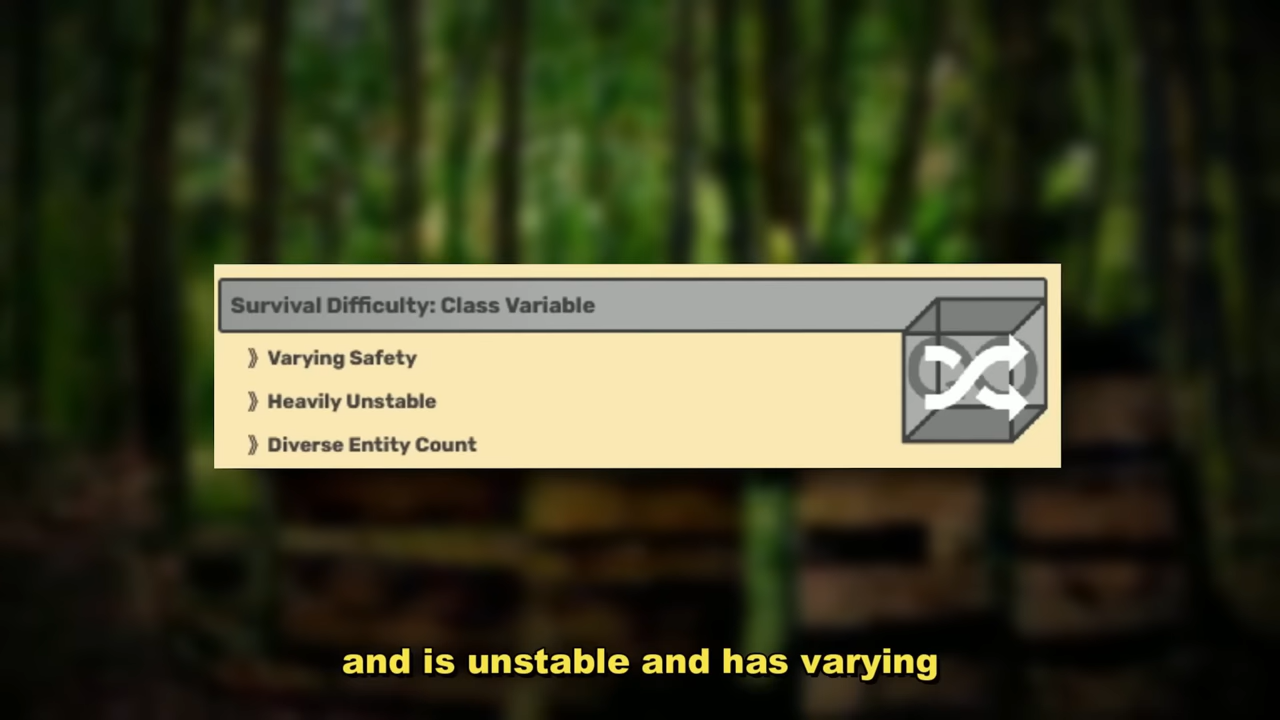 Survival Difficulty: Class Variable
》 Varying Safety
》 Heavily Unstable
》 Diverse Entity Count
and is unstable and has varying